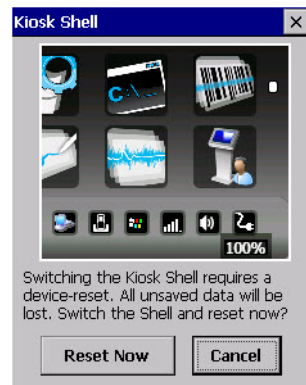 Kiosk Shell
C:\...
100%
Switching the Kiosk Shell requires a
device-reset. All unsaved data will be
lost. Switch the Shell and reset now?
Reset Now
Cancel